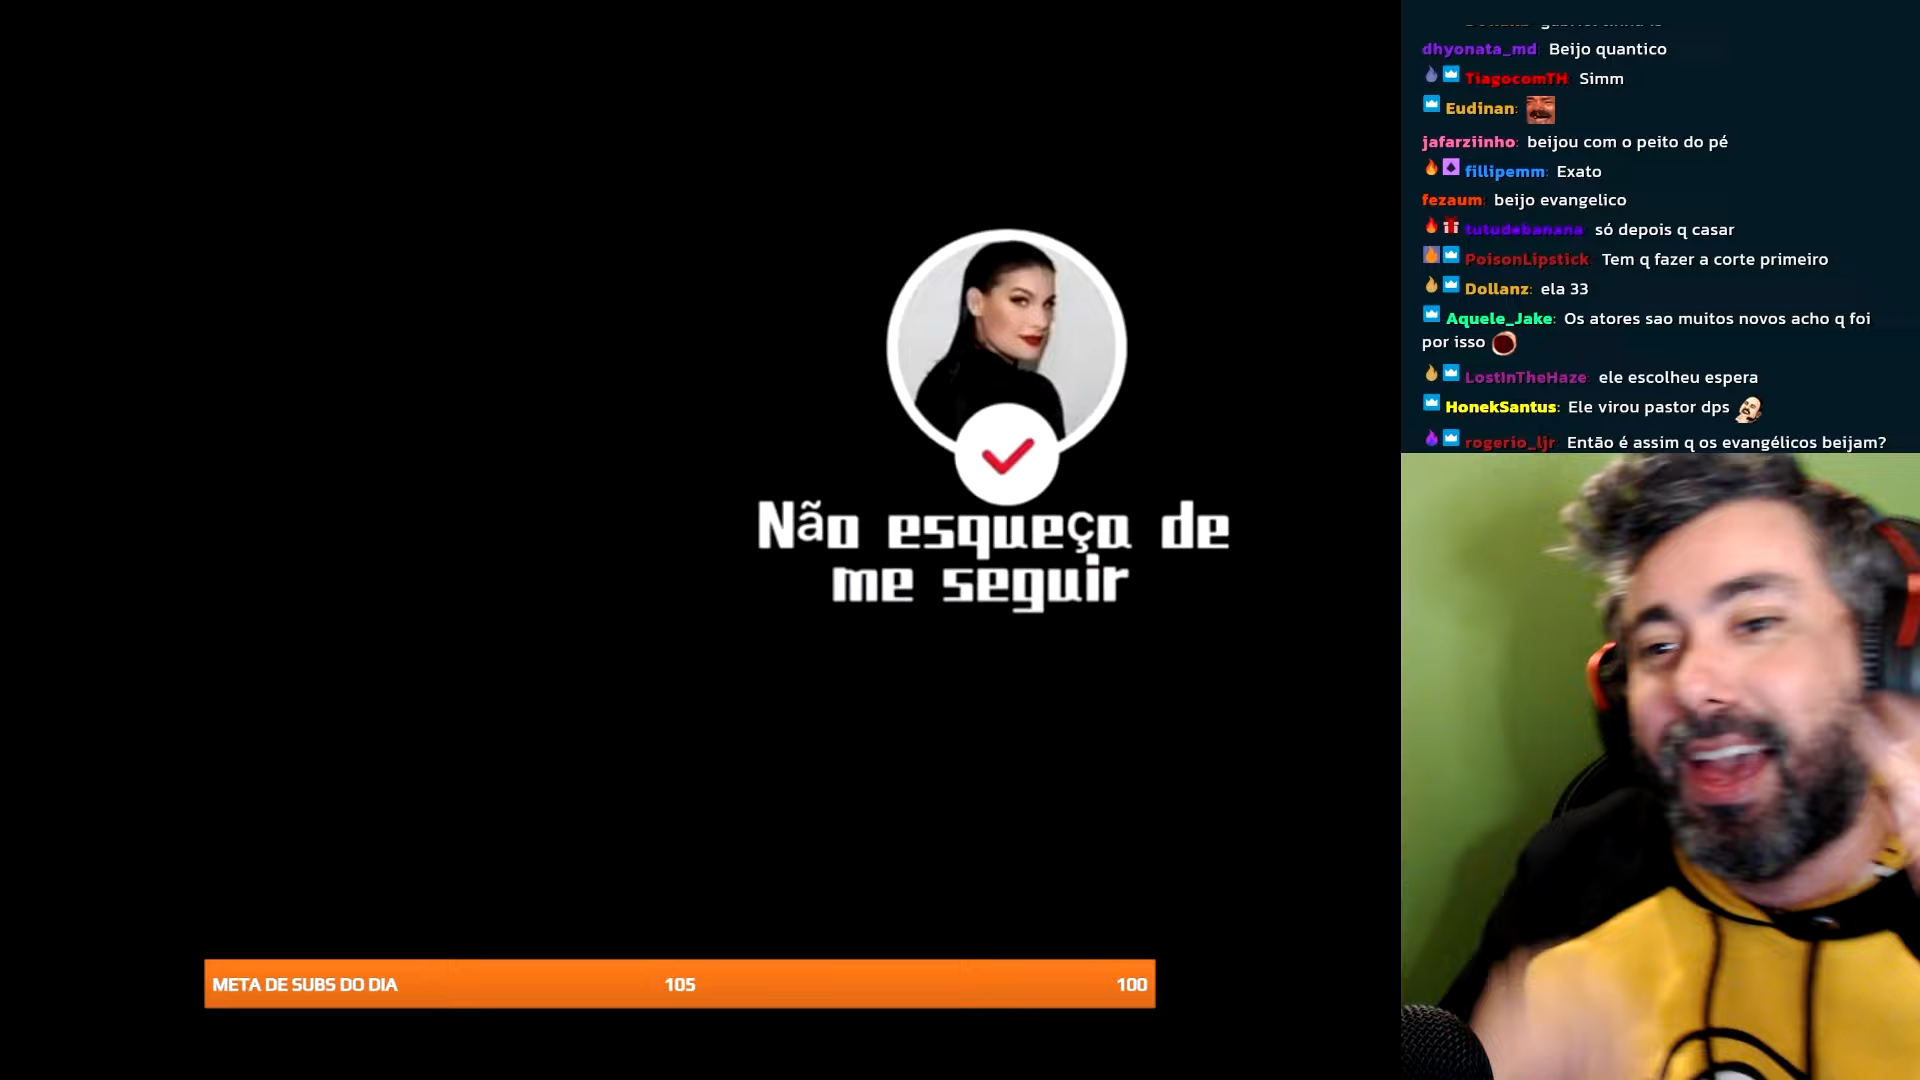 Não esqueça de
me seguir
META DE SUBS DO DIA 105 100
dhyonata_md: Beijo quantico
TiagocomTH: Simm
Eudinan:
jafarziinho: beijou com o peito do pé
fillipemm: Exato
fezaum: beijo evangelico
tutudebanana: só depois q casar
PoisonLipstick: Tem q fazer a corte primeiro
Dollanz: ela 33
Aquele_Jake: Os atores sao muitos novos acho q foi
por isso
LostInTheHaze: ele escolheu espera
HonekSantus: Ele virou pastor dps
rogerio_ljr: Então é assim q os evangélicos beijam?